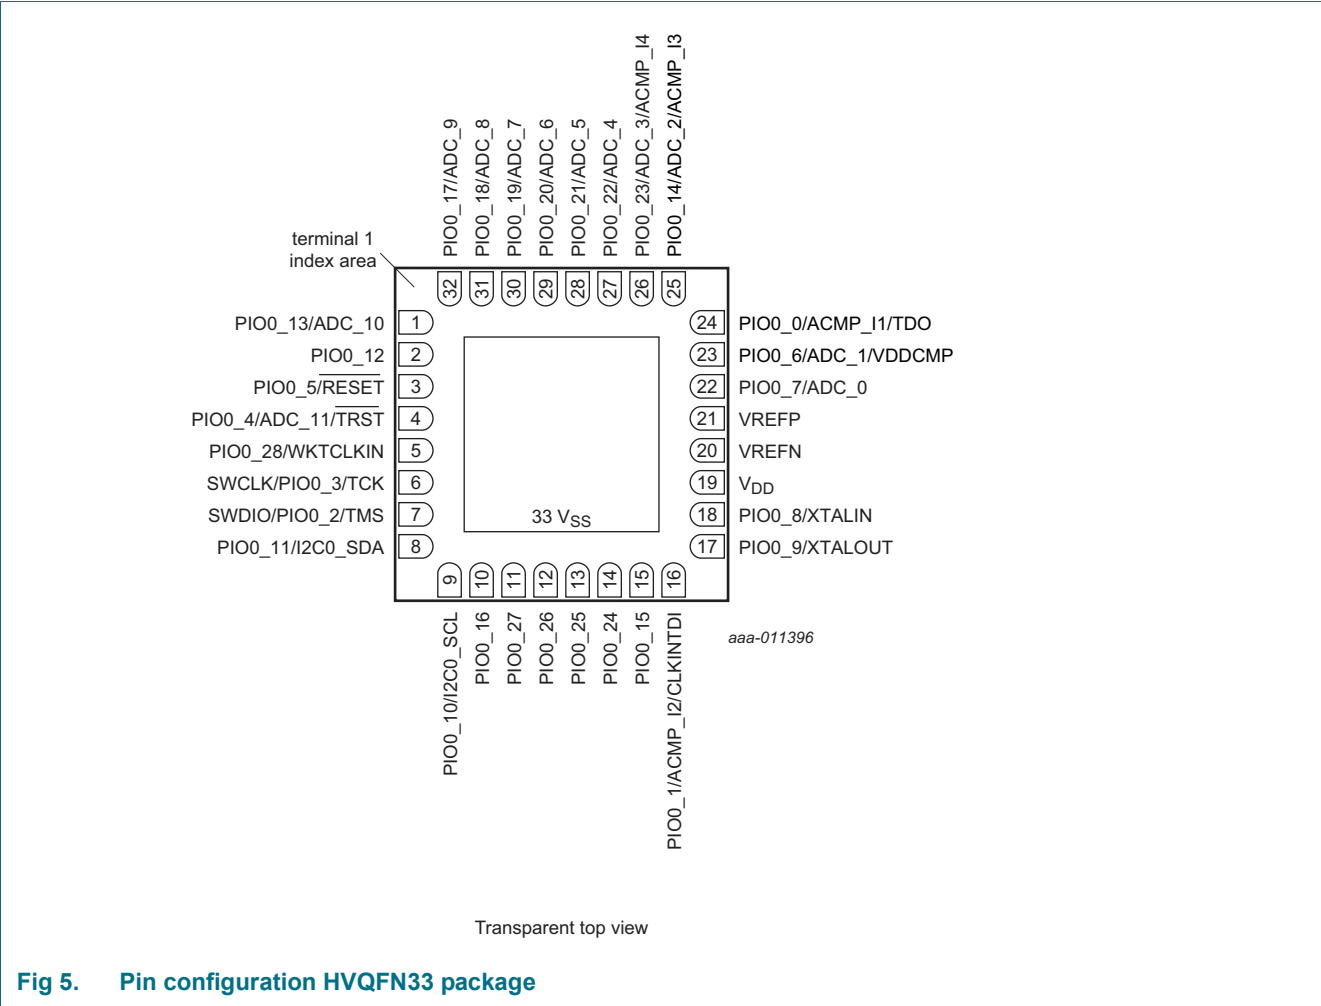 PIO0_17/ADC_9
PIO0_18/ADC_8
PIO0_19/ADC_7
PIO0_20/ADC_6
PIO0_21/ADC_5
PIO0_22/ADC_4
PIO0_23/ADC_3/ACMP_I4
PIO0_14/ADC_2/ACMP_I3
terminal 1
index area
32
31
30
29
28
27
26
25
PIO0_13/ADC_10 1
PIO0_12 2
PIO0_5/RESET 3
PIO0_4/ADC_11/TRST 4
PIO0_28/WKTCLKIN 5
SWCLK/PIO0_3/TCK 6
SWDIO/PIO0_2/TMS 7
PIO0_11/I2C0_SDA 8
24 PIO0_0/ACMP_I1/TDO
23 PIO0_6/ADC_1/VDDCMP
22 PIO0_7/ADC_0
21 VREFP
20 VREFN
19 VDD
18 PIO0_8/XTALIN
17 PIO0_9/XTALOUT
33 VSS
9
10
11
12
13
14
15
16
PIO0_10/I2C0_SCL
PIO0_16
PIO0_27
PIO0_26
PIO0_25
PIO0_24
PIO0_15
PIO0_1/ACMP_I2/CLKINTDI
aaa-011396
Transparent top view
Fig 5. Pin configuration HVQFN33 package